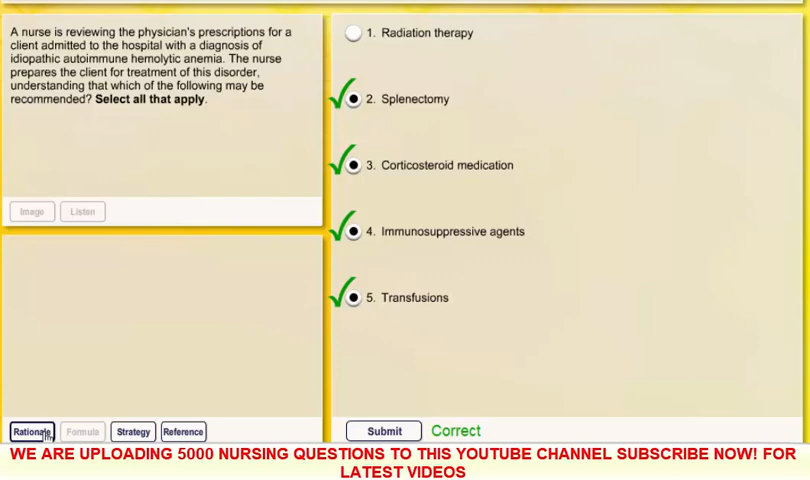 A nurse is reviewing the physician's prescriptions for a
client admitted to the hospital with a diagnosis of
idiopathic autoimmune hemolytic anemia. The nurse
prepares the client for treatment of this disorder,
understanding that which of the following may be
recommended? Select all that apply.
Image Listen
1. Radiation therapy
2. Splenectomy
3. Corticosteroid medication
4. Immunosuppressive agents
5. Transfusions
Rationale Formula Strategy Reference
Submit Correct
WE ARE UPLOADING 5000 NURSING QUESTIONS TO THIS YOUTUBE CHANNEL SUBSCRIBE NOW! FOR
LATEST VIDEOS